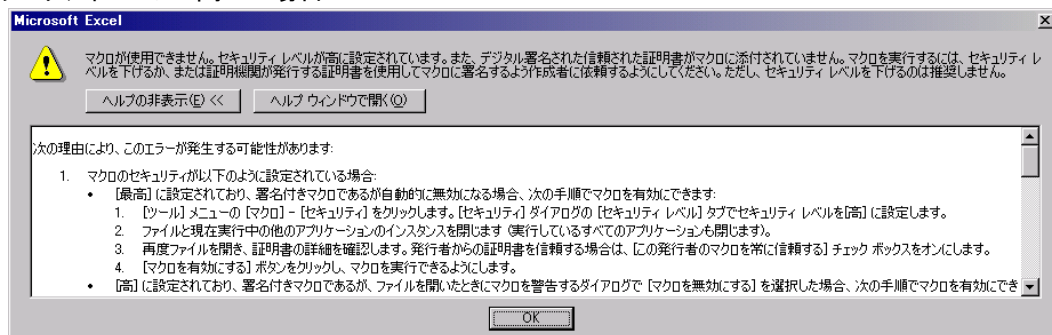 Microsoft Excel
マクロが使用できません。セキュリティ レベルが高に設定されています。また、デジタル署名された信頼された証明書がマクロに添付されていません。マクロを実行するには、セキュリティ レ
ベルを下げるか、または証明機関が発行する証明書を使用してマクロに署名するよう作成者に依頼するようにしてください。ただし、セキュリティ レベルを下げるのは推奨しません。
ヘルプの非表示(E) << ヘルプ ウィンドウで開く(O)
次の理由により、このエラーが発生する可能性があります:
1. マクロのセキュリティが以下のように設定されている場合:
• [最高] に設定されており、署名付きマクロであるが自動的に無効になる場合、次の手順でマクロを有効にできます:
1. [ツール] メニューの [マクロ] - [セキュリティ] をクリックします。[セキュリティ] ダイアログの [セキュリティ レベル] タブでセキュリティ レベルを[高] に設定します。
2. ファイルと現在実行中の他のアプリケーションのインスタンスを閉じます (実行しているすべてのアプリケーションも閉じます)。
3. 再度ファイルを開き、証明書の詳細を確認します。発行者からの証明書を信頼する場合は、[この発行者のマクロを常に信頼する] チェック ボックスをオンにします。
4. [マクロを有効にする] ボタンをクリックし、マクロを実行できるようにします。
• [高] に設定されており、署名付きマクロであるが、ファイルを開いたときにマクロを警告するダイアログで [マクロを無効にする] を選択した場合、次の手順でマクロを有効にでき
OK